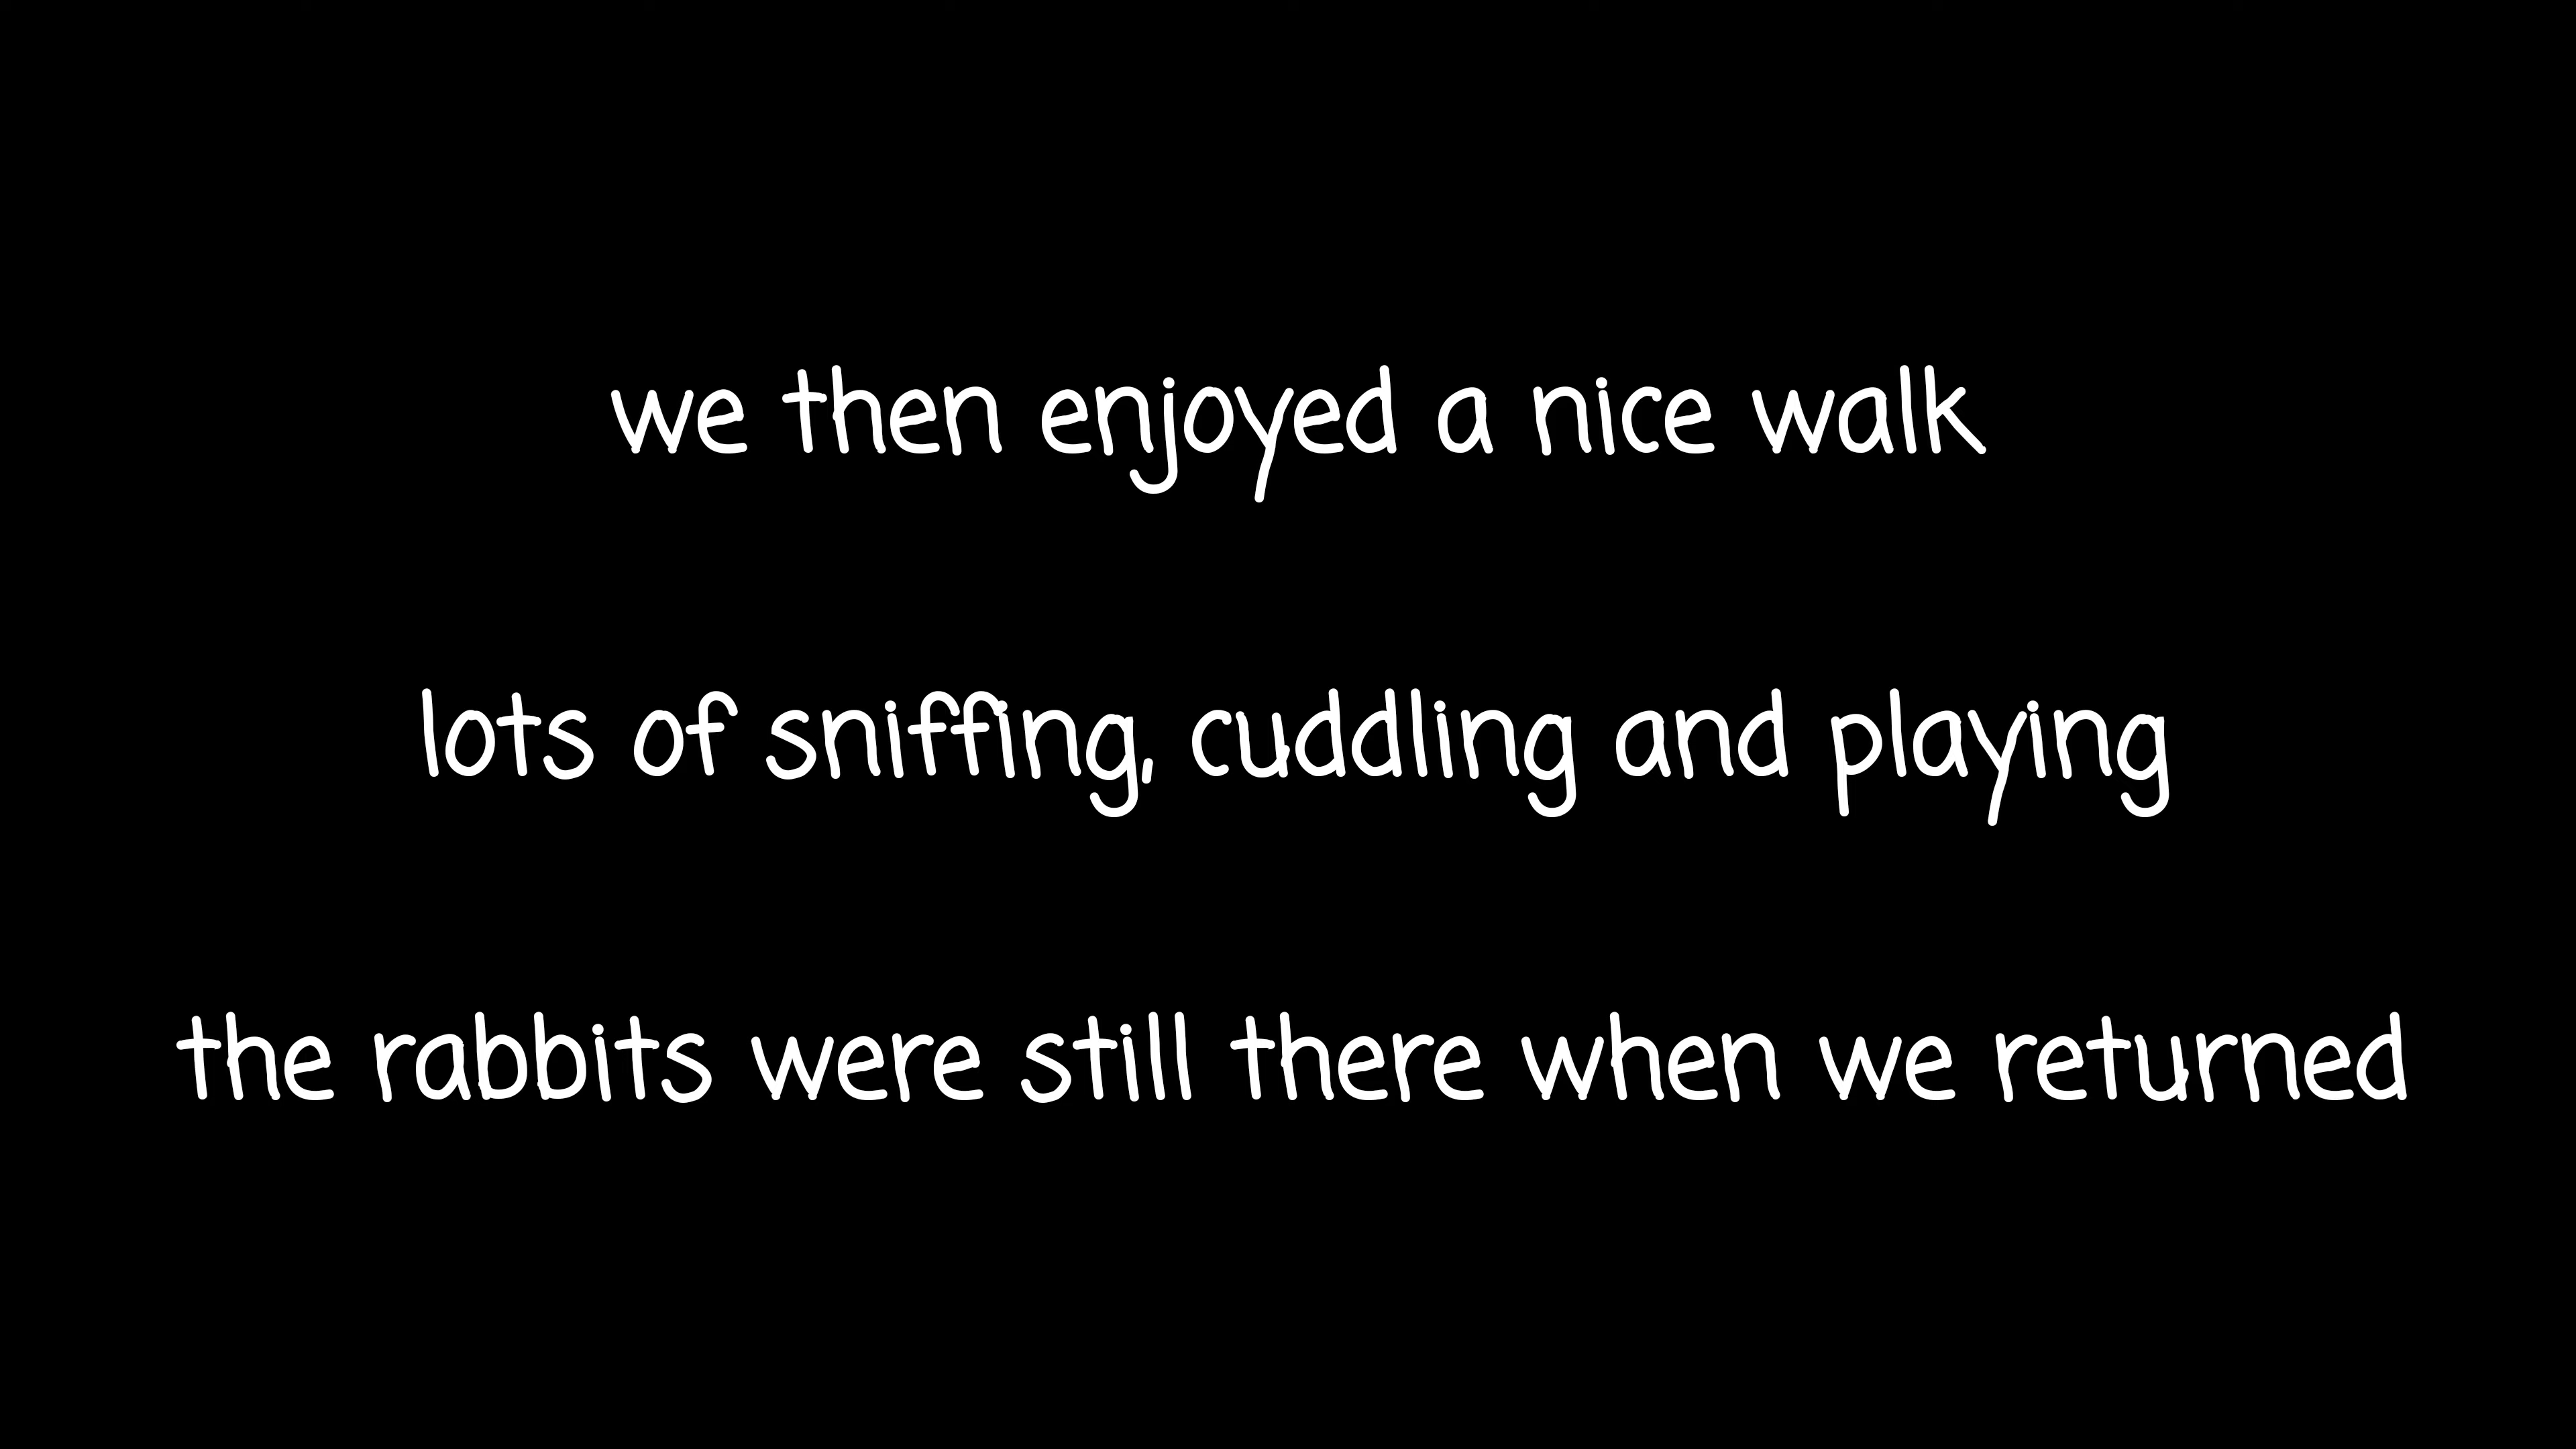 we then enjoyed a nice walk
lots of sniffing, cuddling and playing
the rabbits were still there when we returned